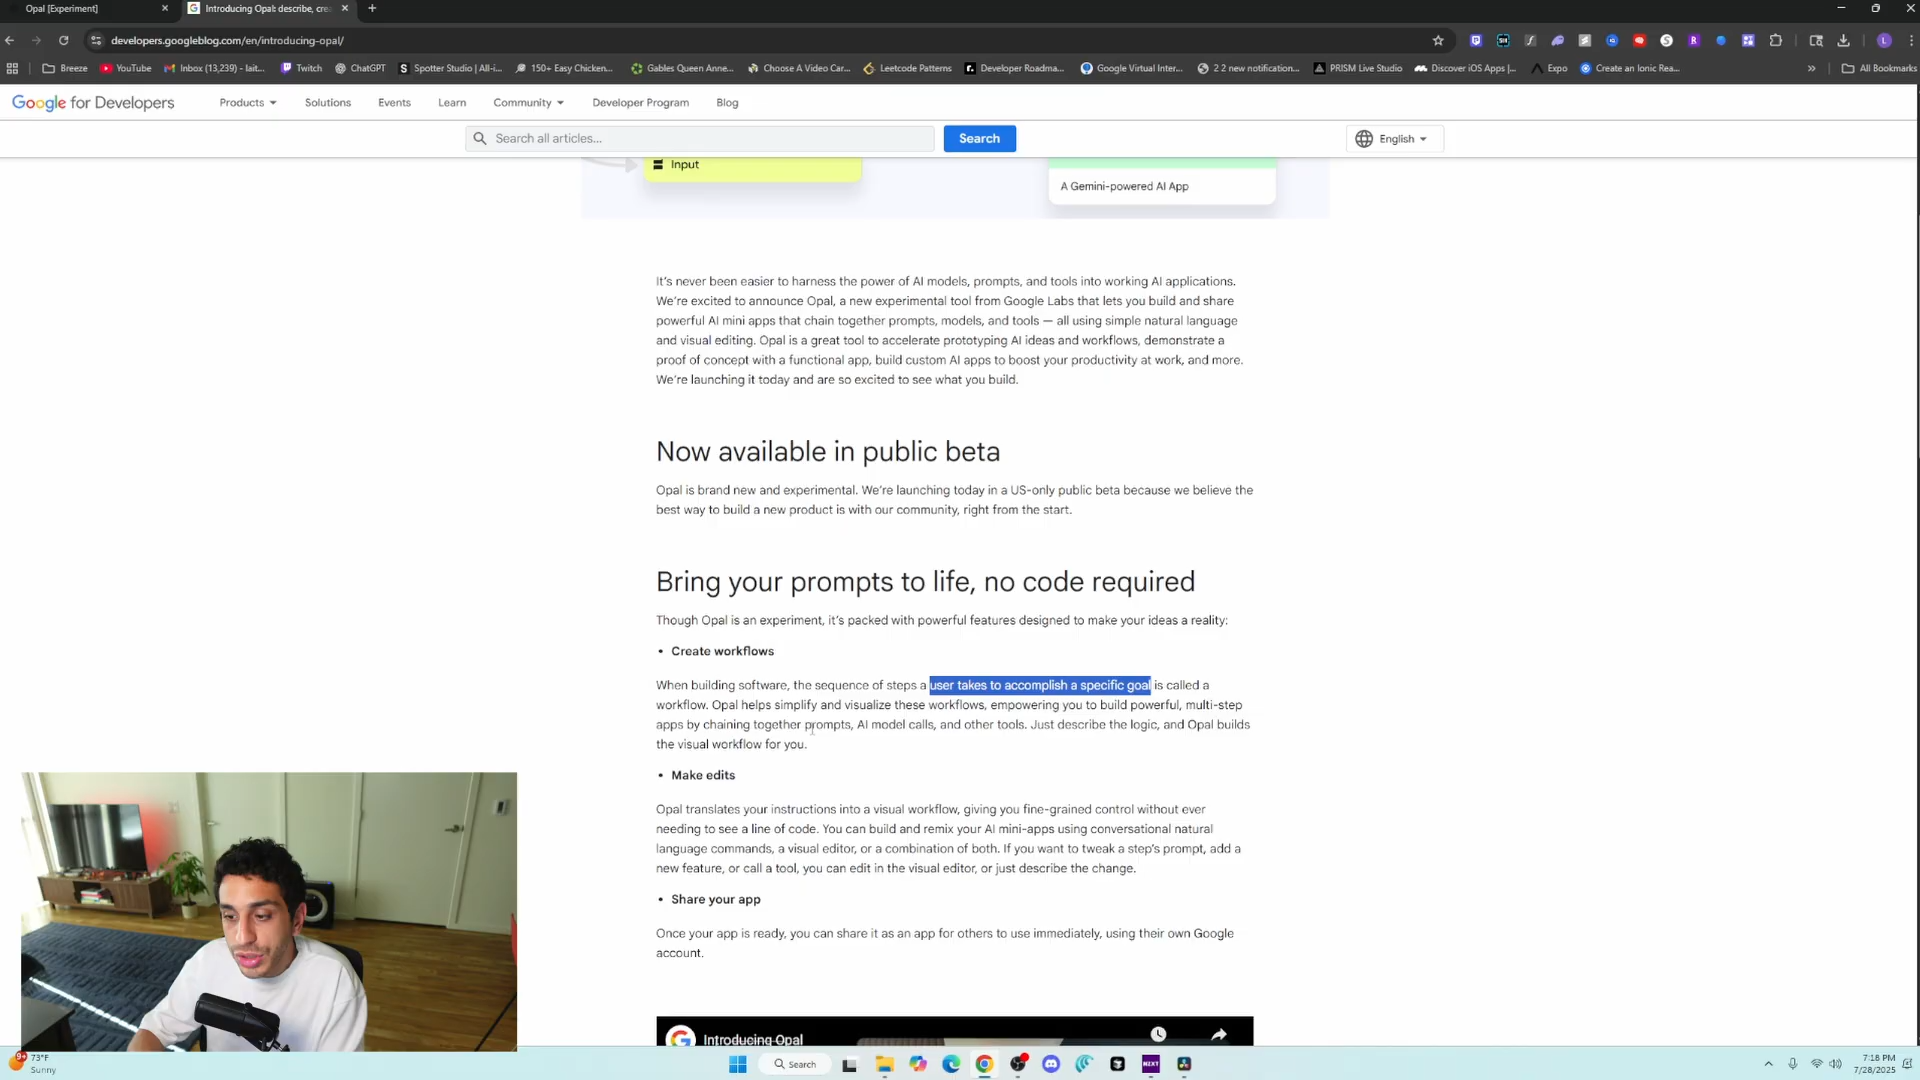 Opal [Experiment]
Introducing Opal: describe, crea
developers.googleblog.com/en/introducing-opal/
Breeze
YouTube
Inbox (13,239) - lait...
Twitch
ChatGPT
Spotter Studio | All-i...
150+ Easy Chicken...
Gables Queen Anne...
Choose A Video Car...
Leetcode Patterns
Developer Roadma...
Google Virtual Inter...
2 2 new notification...
PRISM Live Studio
Discover iOS Apps |...
Expo
Create an Ionic Rea...
»
All Bookmarks
Google for Developers
Products
Solutions
Events
Learn
Community
Developer Program
Blog
Search all articles...
Search
English
Input
A Gemini-powered AI App
It's never been easier to harness the power of AI models, prompts, and tools into working AI applications.
We're excited to announce Opal, a new experimental tool from Google Labs that lets you build and share
powerful AI mini apps that chain together prompts, models, and tools — all using simple natural language
and visual editing. Opal is a great tool to accelerate prototyping AI ideas and workflows, demonstrate a
proof of concept with a functional app, build custom AI apps to boost your productivity at work, and more.
We're launching it today and are so excited to see what you build.
Now available in public beta
Opal is brand new and experimental. We're launching today in a US-only public beta because we believe the
best way to build a new product is with our community, right from the start.
Bring your prompts to life, no code required
Though Opal is an experiment, it's packed with powerful features designed to make your ideas a reality:
• Create workflows
When building software, the sequence of steps a user takes to accomplish a specific goal is called a
workflow. Opal helps simplify and visualize these workflows, empowering you to build powerful, multi-step
apps by chaining together prompts, AI model calls, and other tools. Just describe the logic, and Opal builds
the visual workflow for you.
• Make edits
Opal translates your instructions into a visual workflow, giving you fine-grained control without ever
needing to see a line of code. You can build and remix your AI mini-apps using conversational natural
language commands, a visual editor, or a combination of both. If you want to tweak a step's prompt, add a
new feature, or call a tool, you can edit in the visual editor, or just describe the change.
• Share your app
Once your app is ready, you can share it as an app for others to use immediately, using their own Google
account.
Introducing Opal
9+
73°F
Sunny
Search
NZXT
7:18 PM
7/28/2025